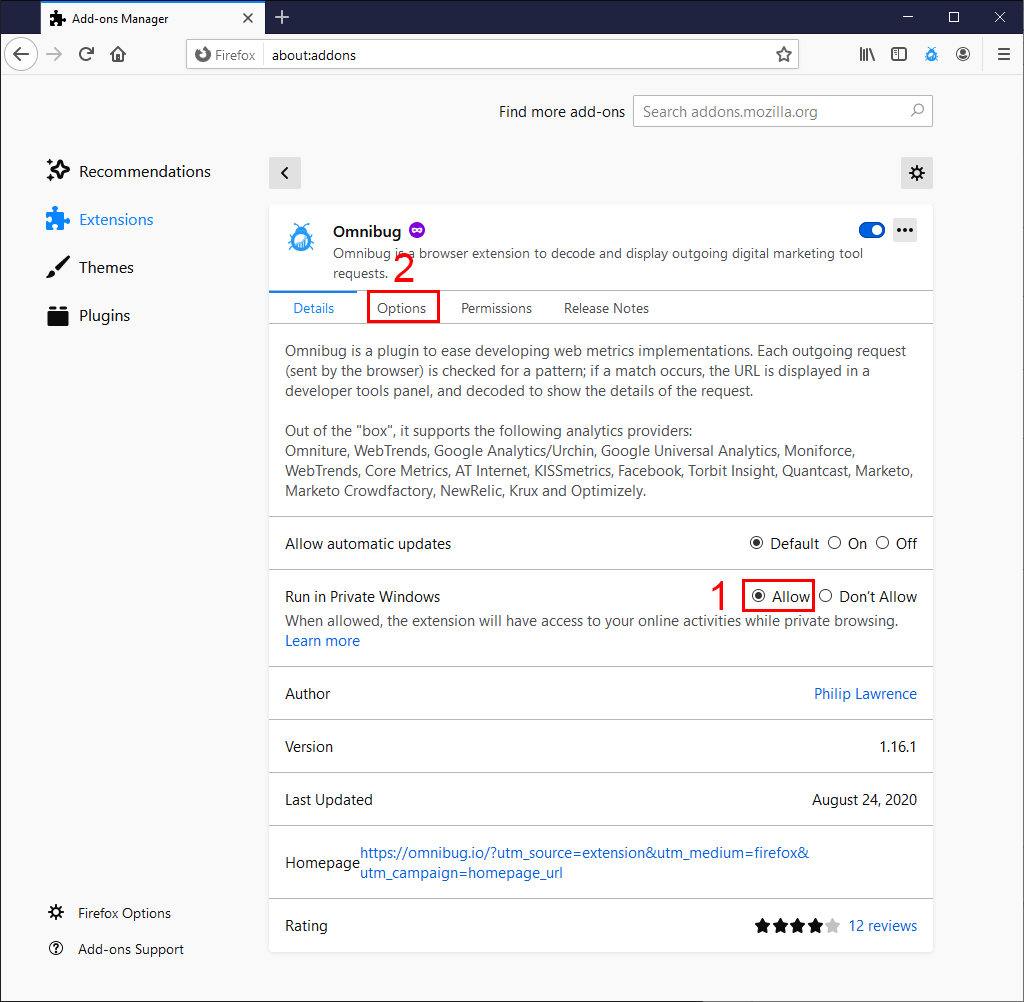 Add-ons Manager
Firefox
about:addons
Find more add-ons
Search addons.mozilla.org
Recommendations
Extensions
Themes
Plugins
Omnibug
Omnibug is a browser extension to decode and display outgoing digital marketing tool
requests.
2
Details
Options
Permissions
Release Notes
Omnibug is a plugin to ease developing web metrics implementations. Each outgoing request
(sent by the browser) is checked for a pattern; if a match occurs, the URL is displayed in a
developer tools panel, and decoded to show the details of the request.
Out of the "box", it supports the following analytics providers:
Omniture, WebTrends, Google Analytics/Urchin, Google Universal Analytics, Moniforce,
WebTrends, Core Metrics, AT Internet, KISSmetrics, Facebook, Torbit Insight, Quantcast, Marketo,
Marketo Crowdfactory, NewRelic, Krux and Optimizely.
Allow automatic updates
Default
On
Off
Run in Private Windows
1
Allow
Don't Allow
When allowed, the extension will have access to your online activities while private browsing.
Learn more
Author
Philip Lawrence
Version
1.16.1
Last Updated
August 24, 2020
Homepage
https://omnibug.io/?utm_source=extension&utm_medium=firefox&
utm_campaign=homepage_url
Rating
12 reviews
Firefox Options
Add-ons Support